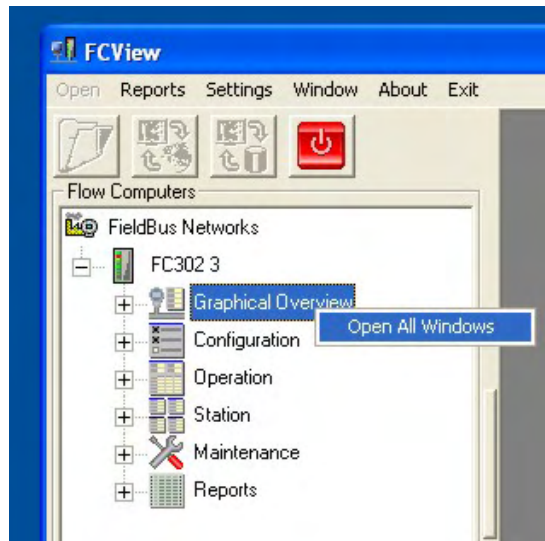 FCView
Open Reports Settings Window About Exit
Flow Computers
FieldBus Networks
FC302 3
Graphical Overview
Open All Windows
Configuration
Operation
Station
Maintenance
Reports